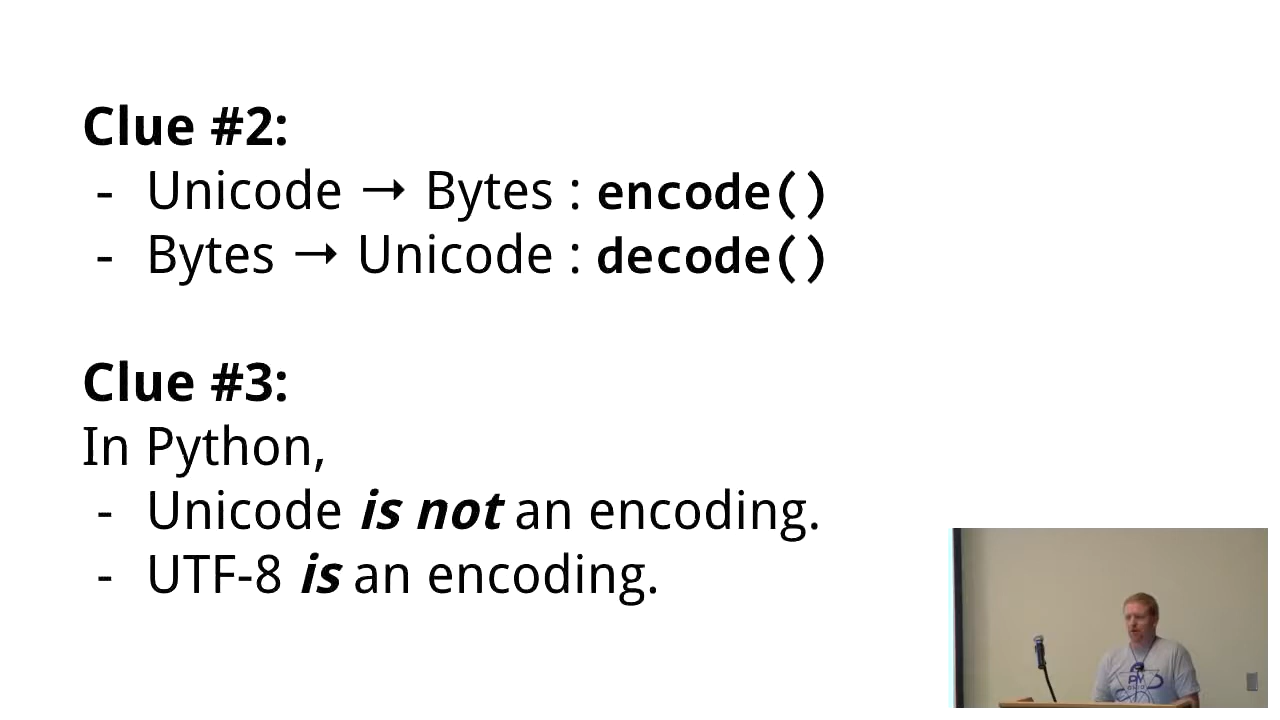 Clue #2:
- Unicode → Bytes : encode()
- Bytes → Unicode : decode()
Clue #3:
In Python,
- Unicode is not an encoding.
- UTF-8 is an encoding.